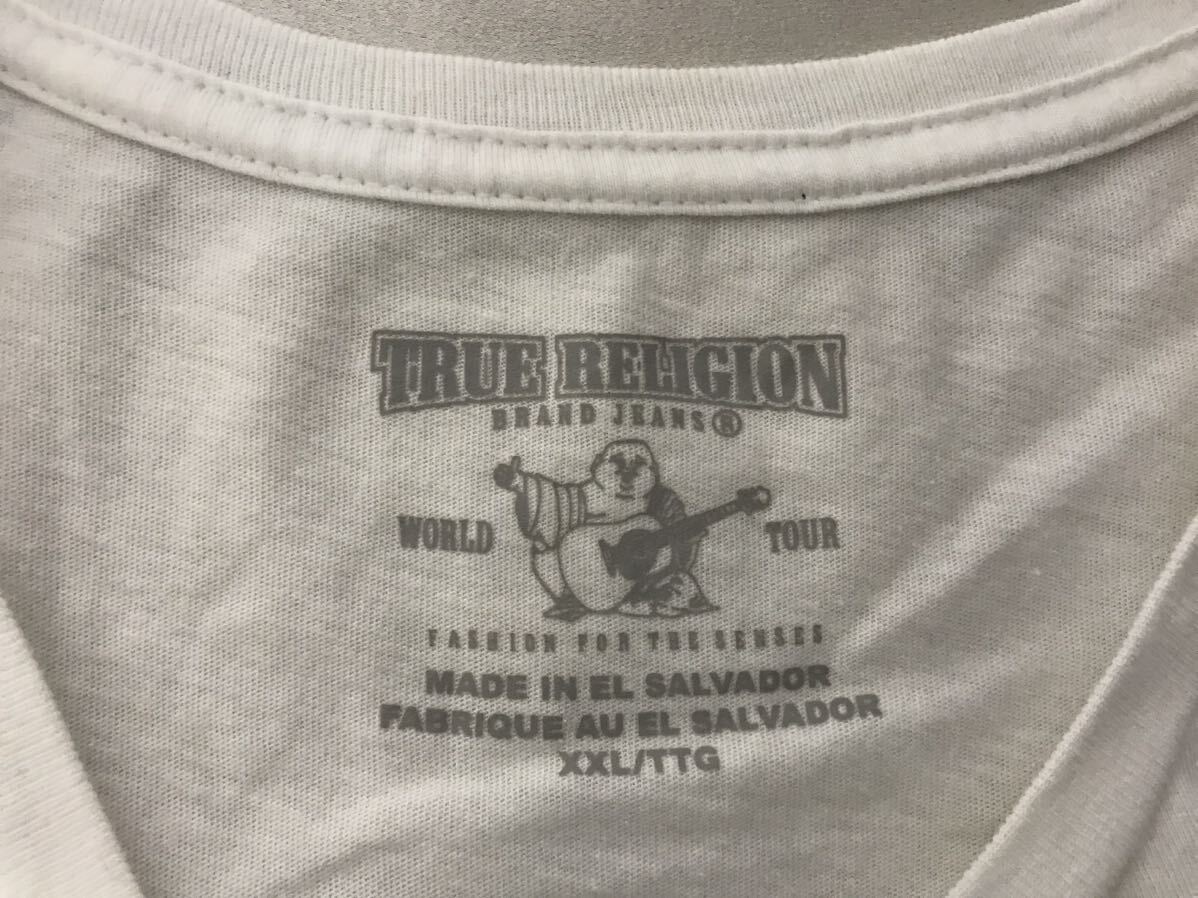 TRUE RELIGION
BRAND JEANS®
WORLD TOUR
FASHION FOR THE SENSES
MADE IN EL SALVADOR
FABRIQUE AU EL SALVADOR
XXL/TTG